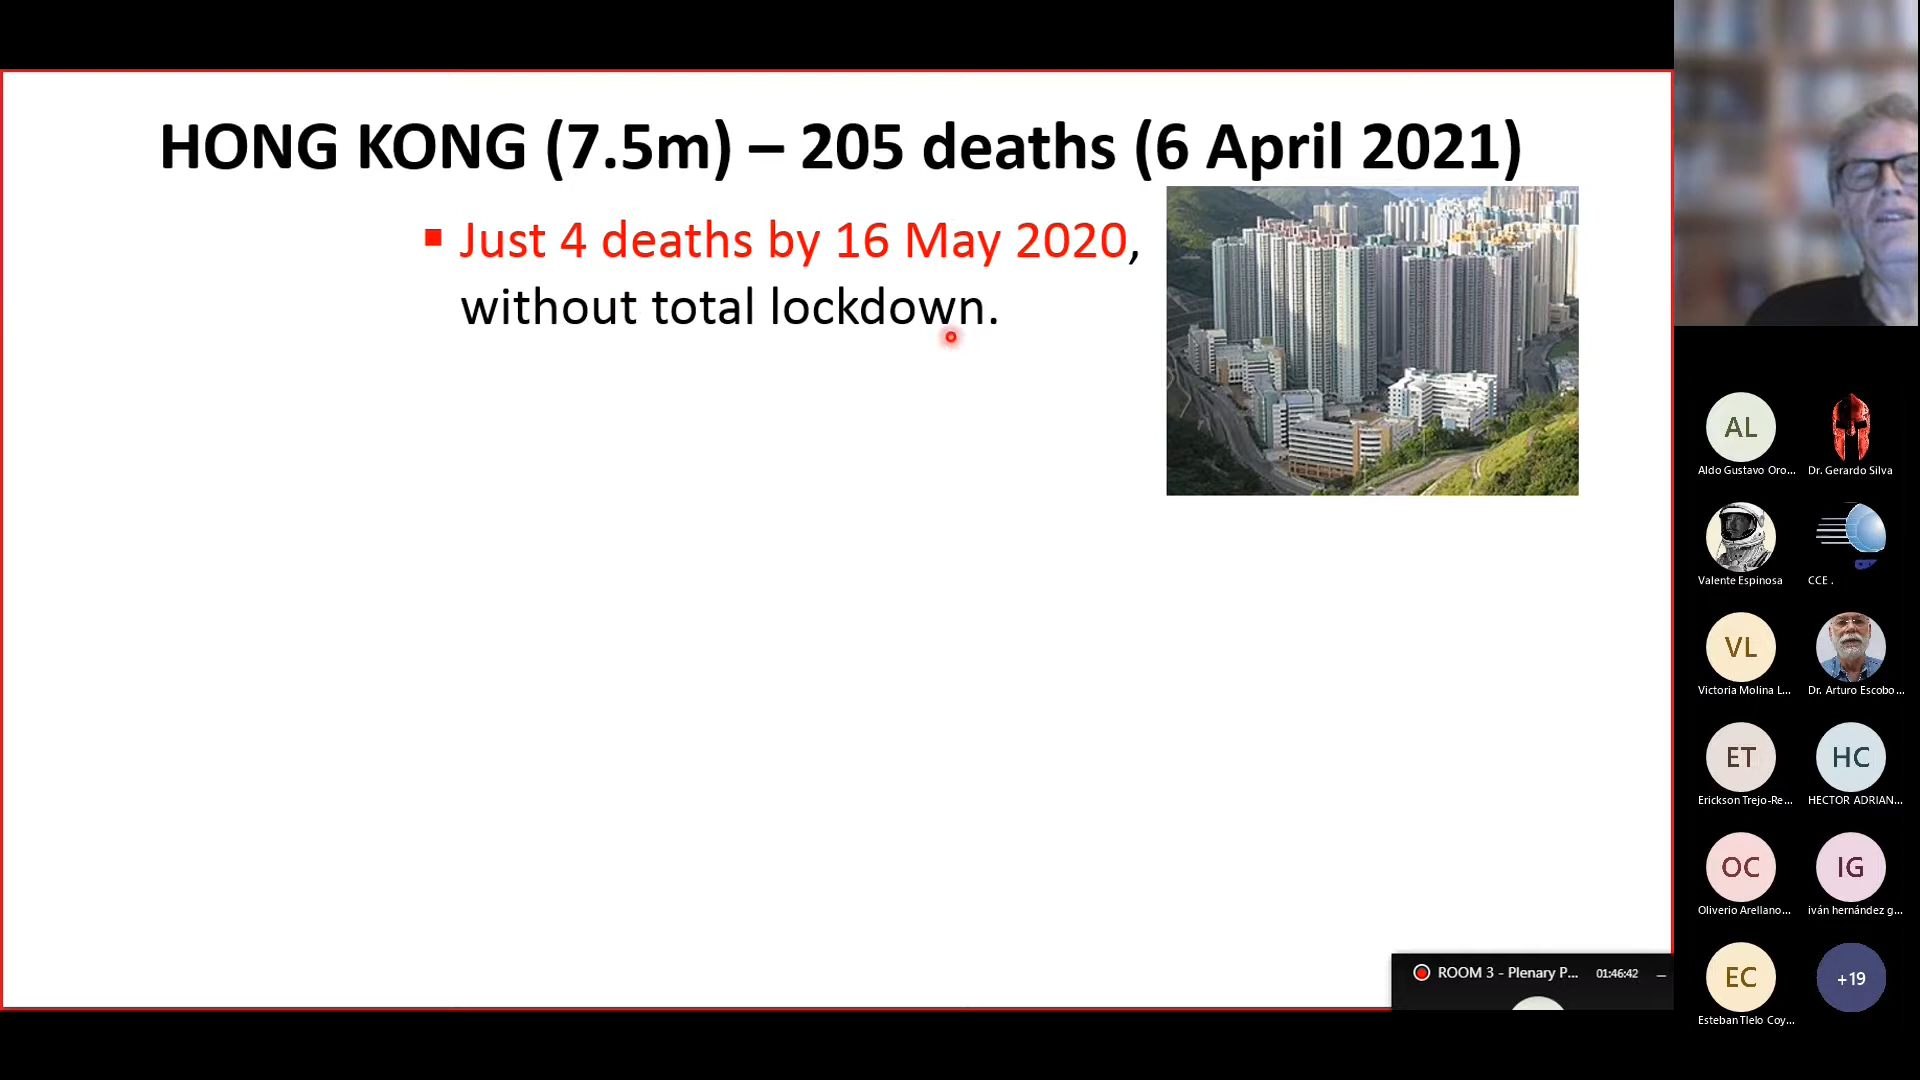 HONG KONG (7.5m) – 205 deaths (6 April 2021)
▪ Just 4 deaths by 16 May 2020,
without total lockdown.
AL
Aldo Gustavo Oro...
Dr. Gerardo Silva
Valente Espinosa
CCE .
VL
Victoria Molina L...
Dr. Arturo Escobo...
ET
Erickson Trejo-Re...
HC
HECTOR ADRIAN...
OC
Oliverio Arellano...
IG
iván hernández g...
EC
Esteban Tlelo Coy...
+19
ROOM 3 - Plenary P... 01:46:42